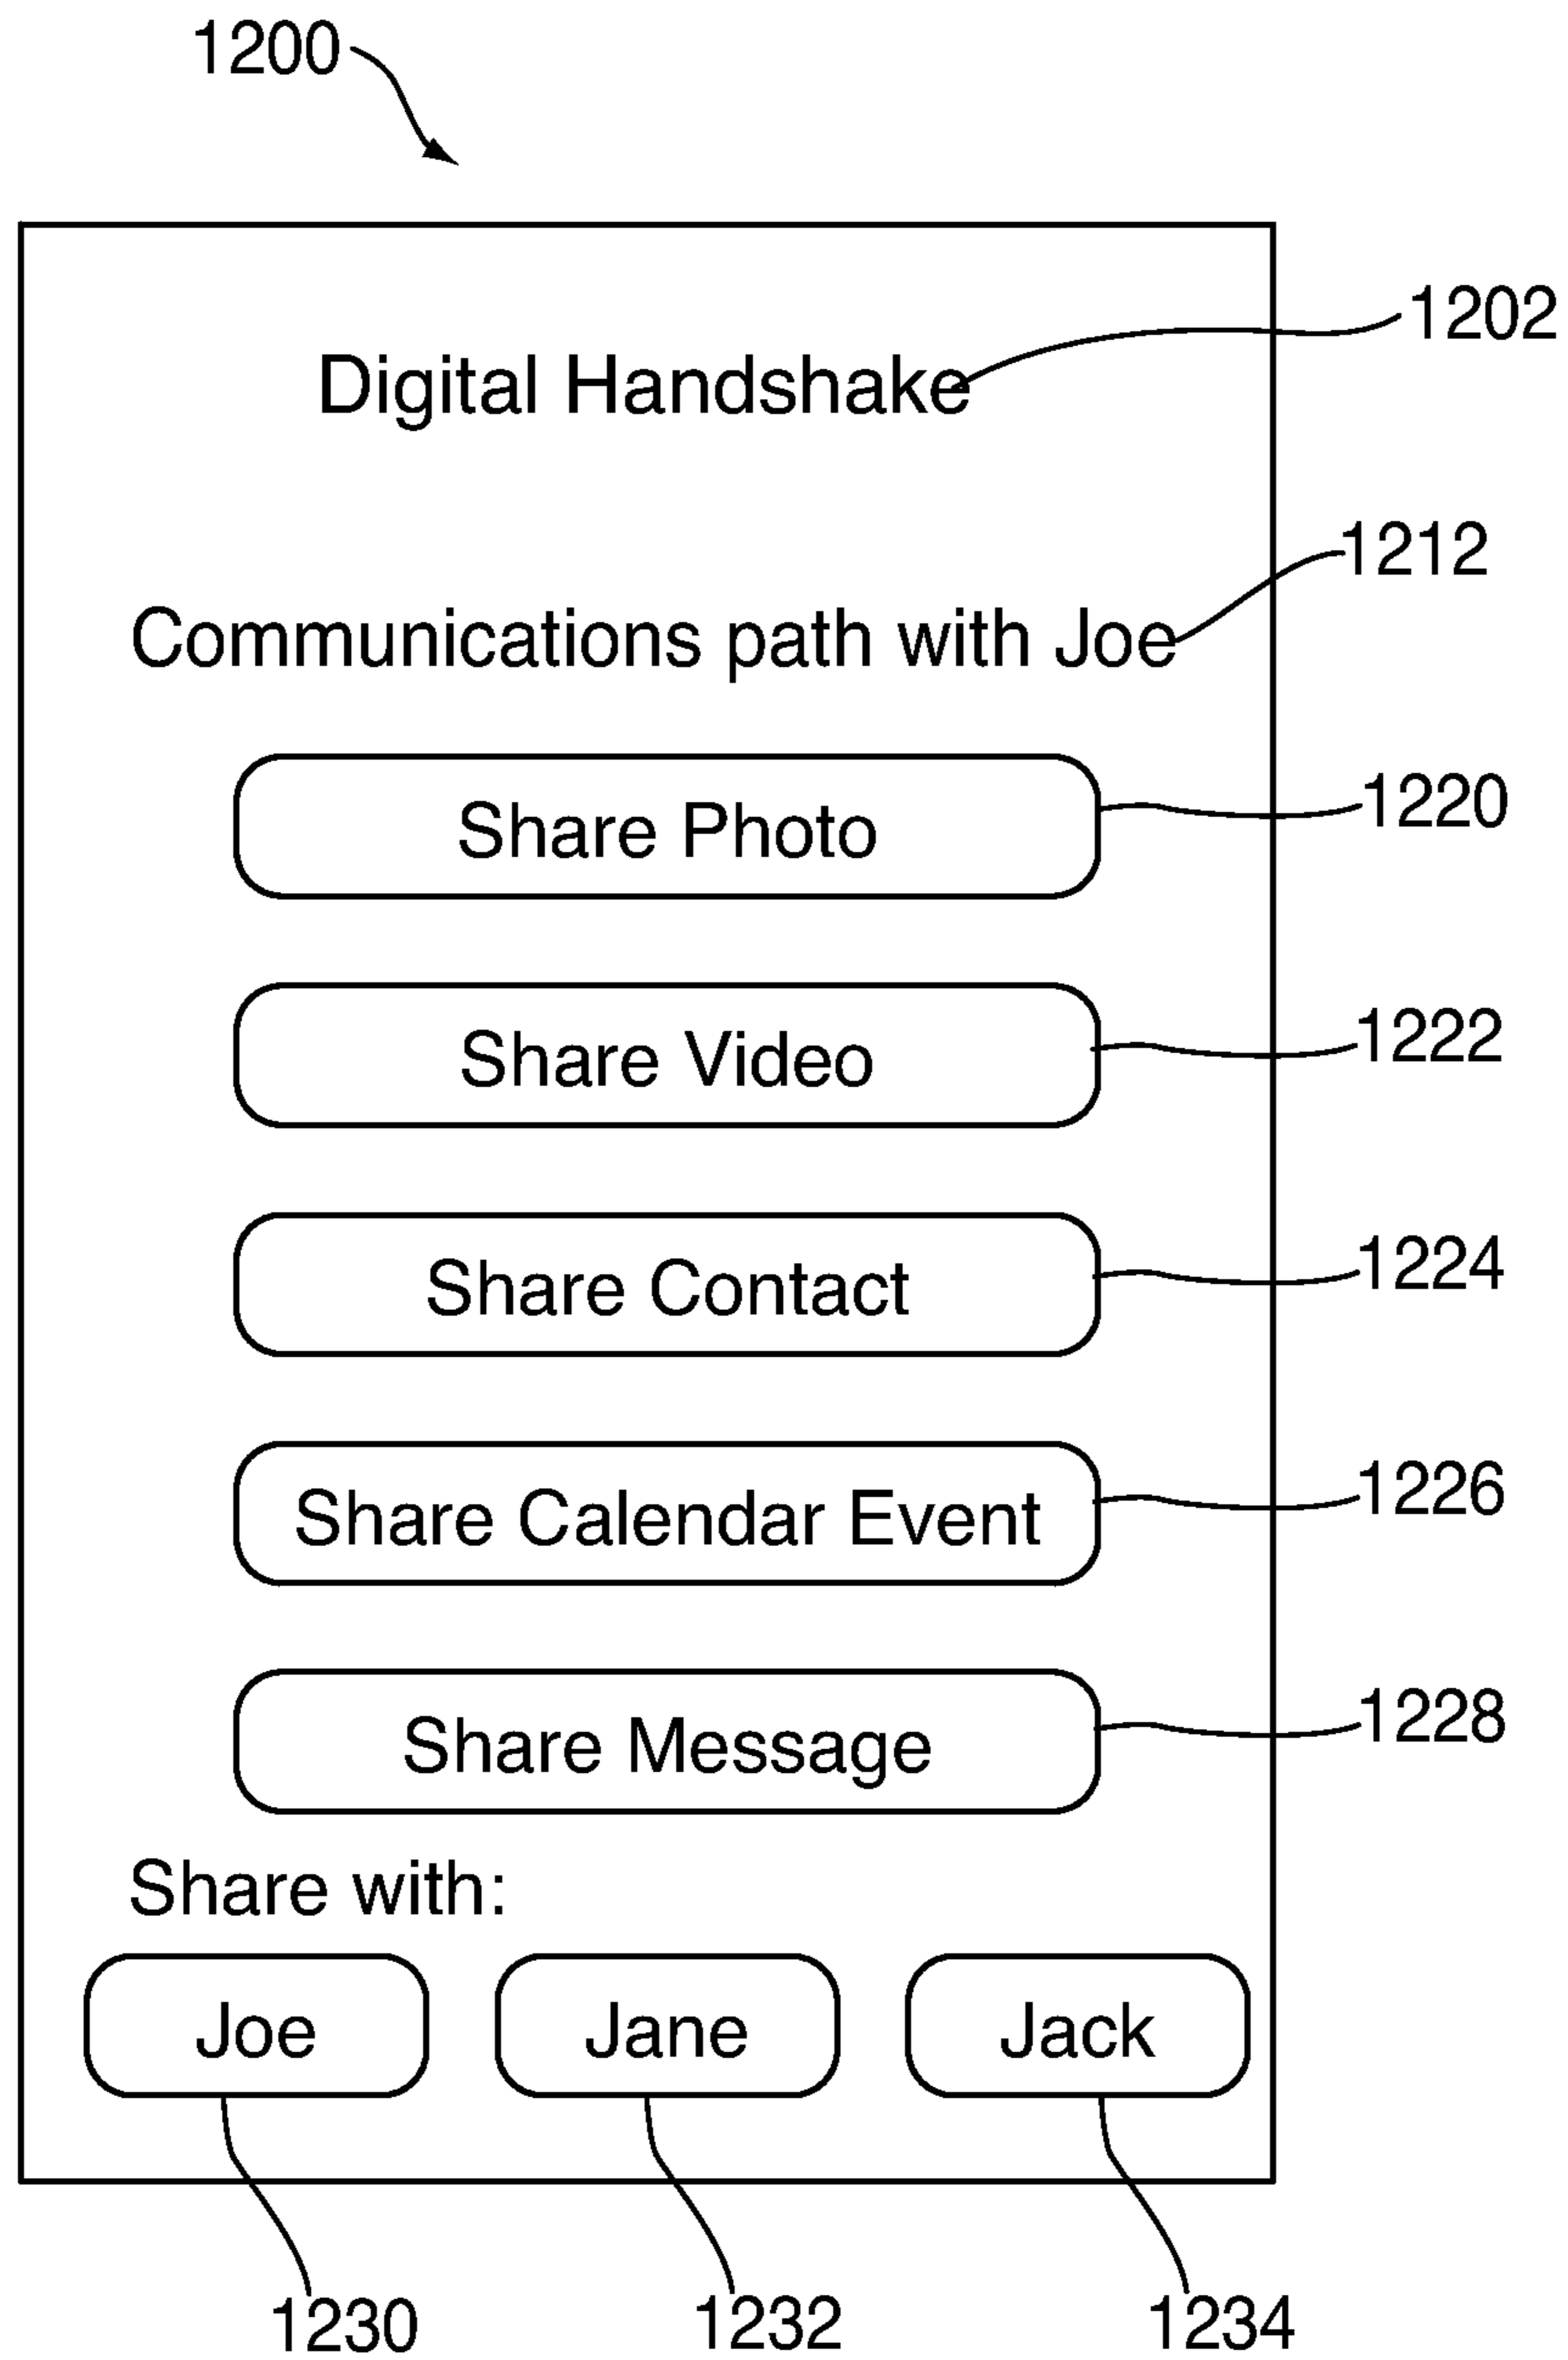 1200
Digital Handshake
1202
Communications path with Joe
1212
Share Photo
1220
Share Video
1222
Share Contact
1224
Share Calendar Event
1226
Share Message
1228
Share with:
Joe
Jane
Jack
1230
1232
1234